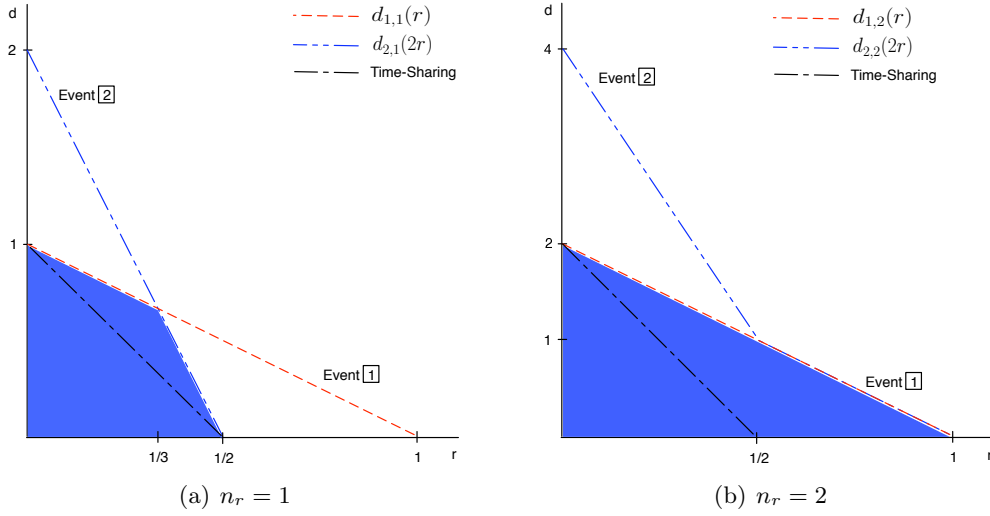 d
2
1
Event 2
Event 1
1/3
1/2
1
r
d_{1,1}(r)
d_{2,1}(2r)
Time-Sharing
(a) n_r = 1
d
4
2
1
Event 2
Event 1
1/2
1
r
d_{1,2}(r)
d_{2,2}(2r)
Time-Sharing
(b) n_r = 2